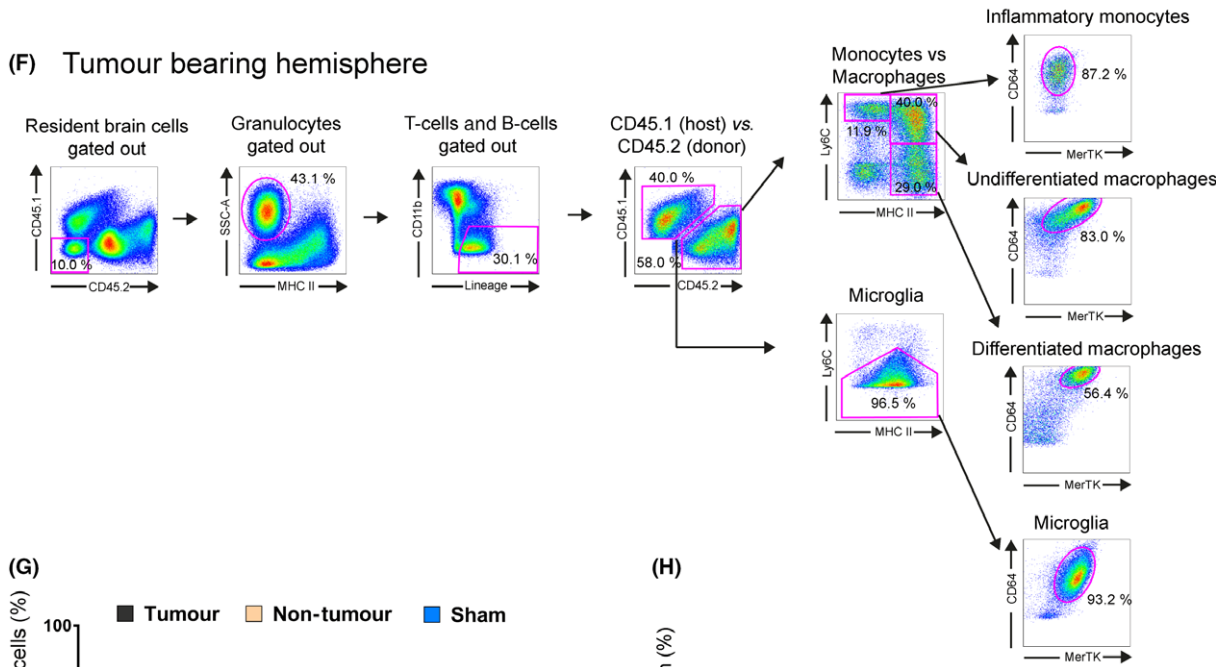 (F) Tumour bearing hemisphere
Resident brain cells
gated out
CD45.1
10.0 %
CD45.2
Granulocytes
gated out
SSC-A
43.1 %
MHC II
T-cells and B-cells
gated out
CD11b
30.1 %
Lineage
CD45.1 (host) vs.
CD45.2 (donor)
CD45.1
40.0 %
58.0 %
CD45.2
Monocytes vs
Macrophages
Ly6C
40.0 %
11.9 %
29.0 %
MHC II
Microglia
Ly6C
96.5 %
MHC II
Inflammatory monocytes
CD64
87.2 %
MerTK
Undifferentiated macrophages
CD64
83.0 %
MerTK
Differentiated macrophages
CD64
56.4 %
MerTK
Microglia
CD64
93.2 %
MerTK
(G)
cells (%)
100
Tumour Non-tumour Sham
(H)
(%)